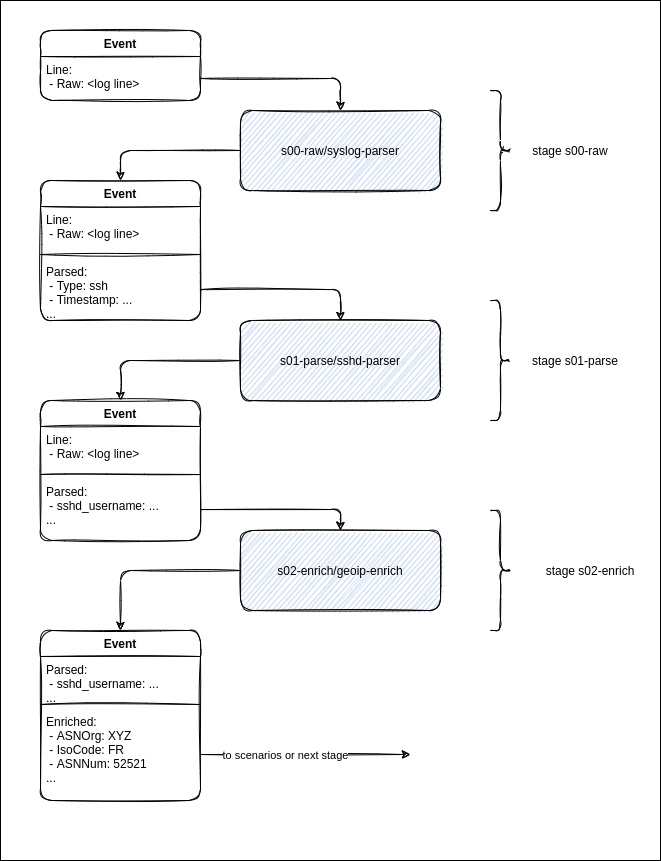 Event
Line:
- Raw: <log line>
s00-raw/syslog-parser
stage s00-raw
Event
Line:
- Raw: <log line>
Parsed:
- Type: ssh
- Timestamp: ...
...
s01-parse/sshd-parser
stage s01-parse
Event
Line:
- Raw: <log line>
Parsed:
- sshd_username: ...
...
s02-enrich/geoip-enrich
stage s02-enrich
Event
Parsed:
- sshd_username: ...
...
Enriched:
- ASNOrg: XYZ
- IsoCode: FR
- ASNNum: 52521
...
to scenarios or next stage